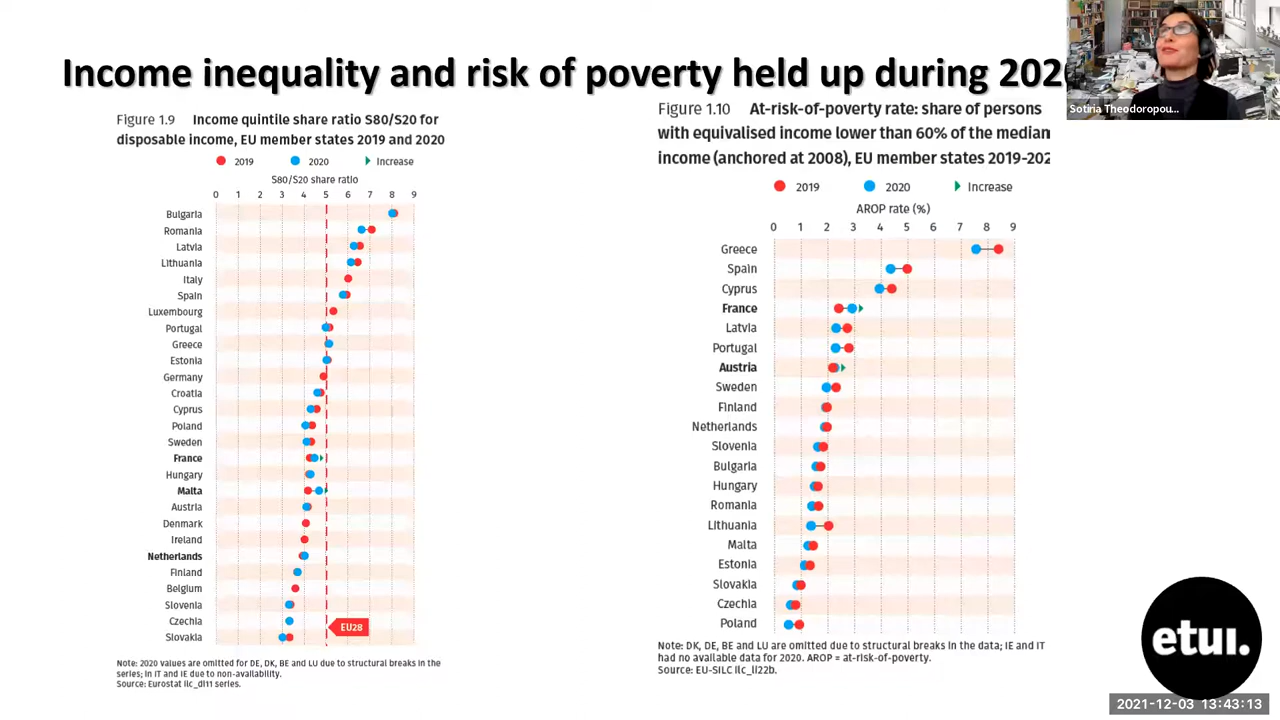 Income inequality and risk of poverty held up during 202
Sotiria Theodoropou...
Figure 1.9 Income quintile share ratio S80/S20 for
disposable income, EU member states 2019 and 2020
2019 2020 Increase
S80/S20 share ratio
0 1 2 3 4 5 6 7 8 9
Bulgaria
Romania
Latvia
Lithuania
Italy
Spain
Luxembourg
Portugal
Greece
Estonia
Germany
Croatia
Cyprus
Poland
Sweden
France
Hungary
Malta
Austria
Denmark
Ireland
Netherlands
Finland
Belgium
Slovenia
Czechia
Slovakia
EU28
Note: 2020 values are omitted for DE, DK, BE and LU due to structural breaks in the
series; in IT and IE due to non-availability.
Source: Eurostat ilc_di11 series.
Figure 1.10 At-risk-of-poverty rate: share of persons
with equivalised income lower than 60% of the median
income (anchored at 2008), EU member states 2019-202
2019 2020 Increase
AROP rate (%)
0 1 2 3 4 5 6 7 8 9
Greece
Spain
Cyprus
France
Latvia
Portugal
Austria
Sweden
Finland
Netherlands
Slovenia
Bulgaria
Hungary
Romania
Lithuania
Malta
Estonia
Slovakia
Czechia
Poland
Note: DK, DE, BE and LU are omitted due to structural breaks in the data; IE and IT
had no available data for 2020. AROP = at-risk-of-poverty.
Source: EU-SILC ilc_li22b.
etui.
2021-12-03 13:43:13